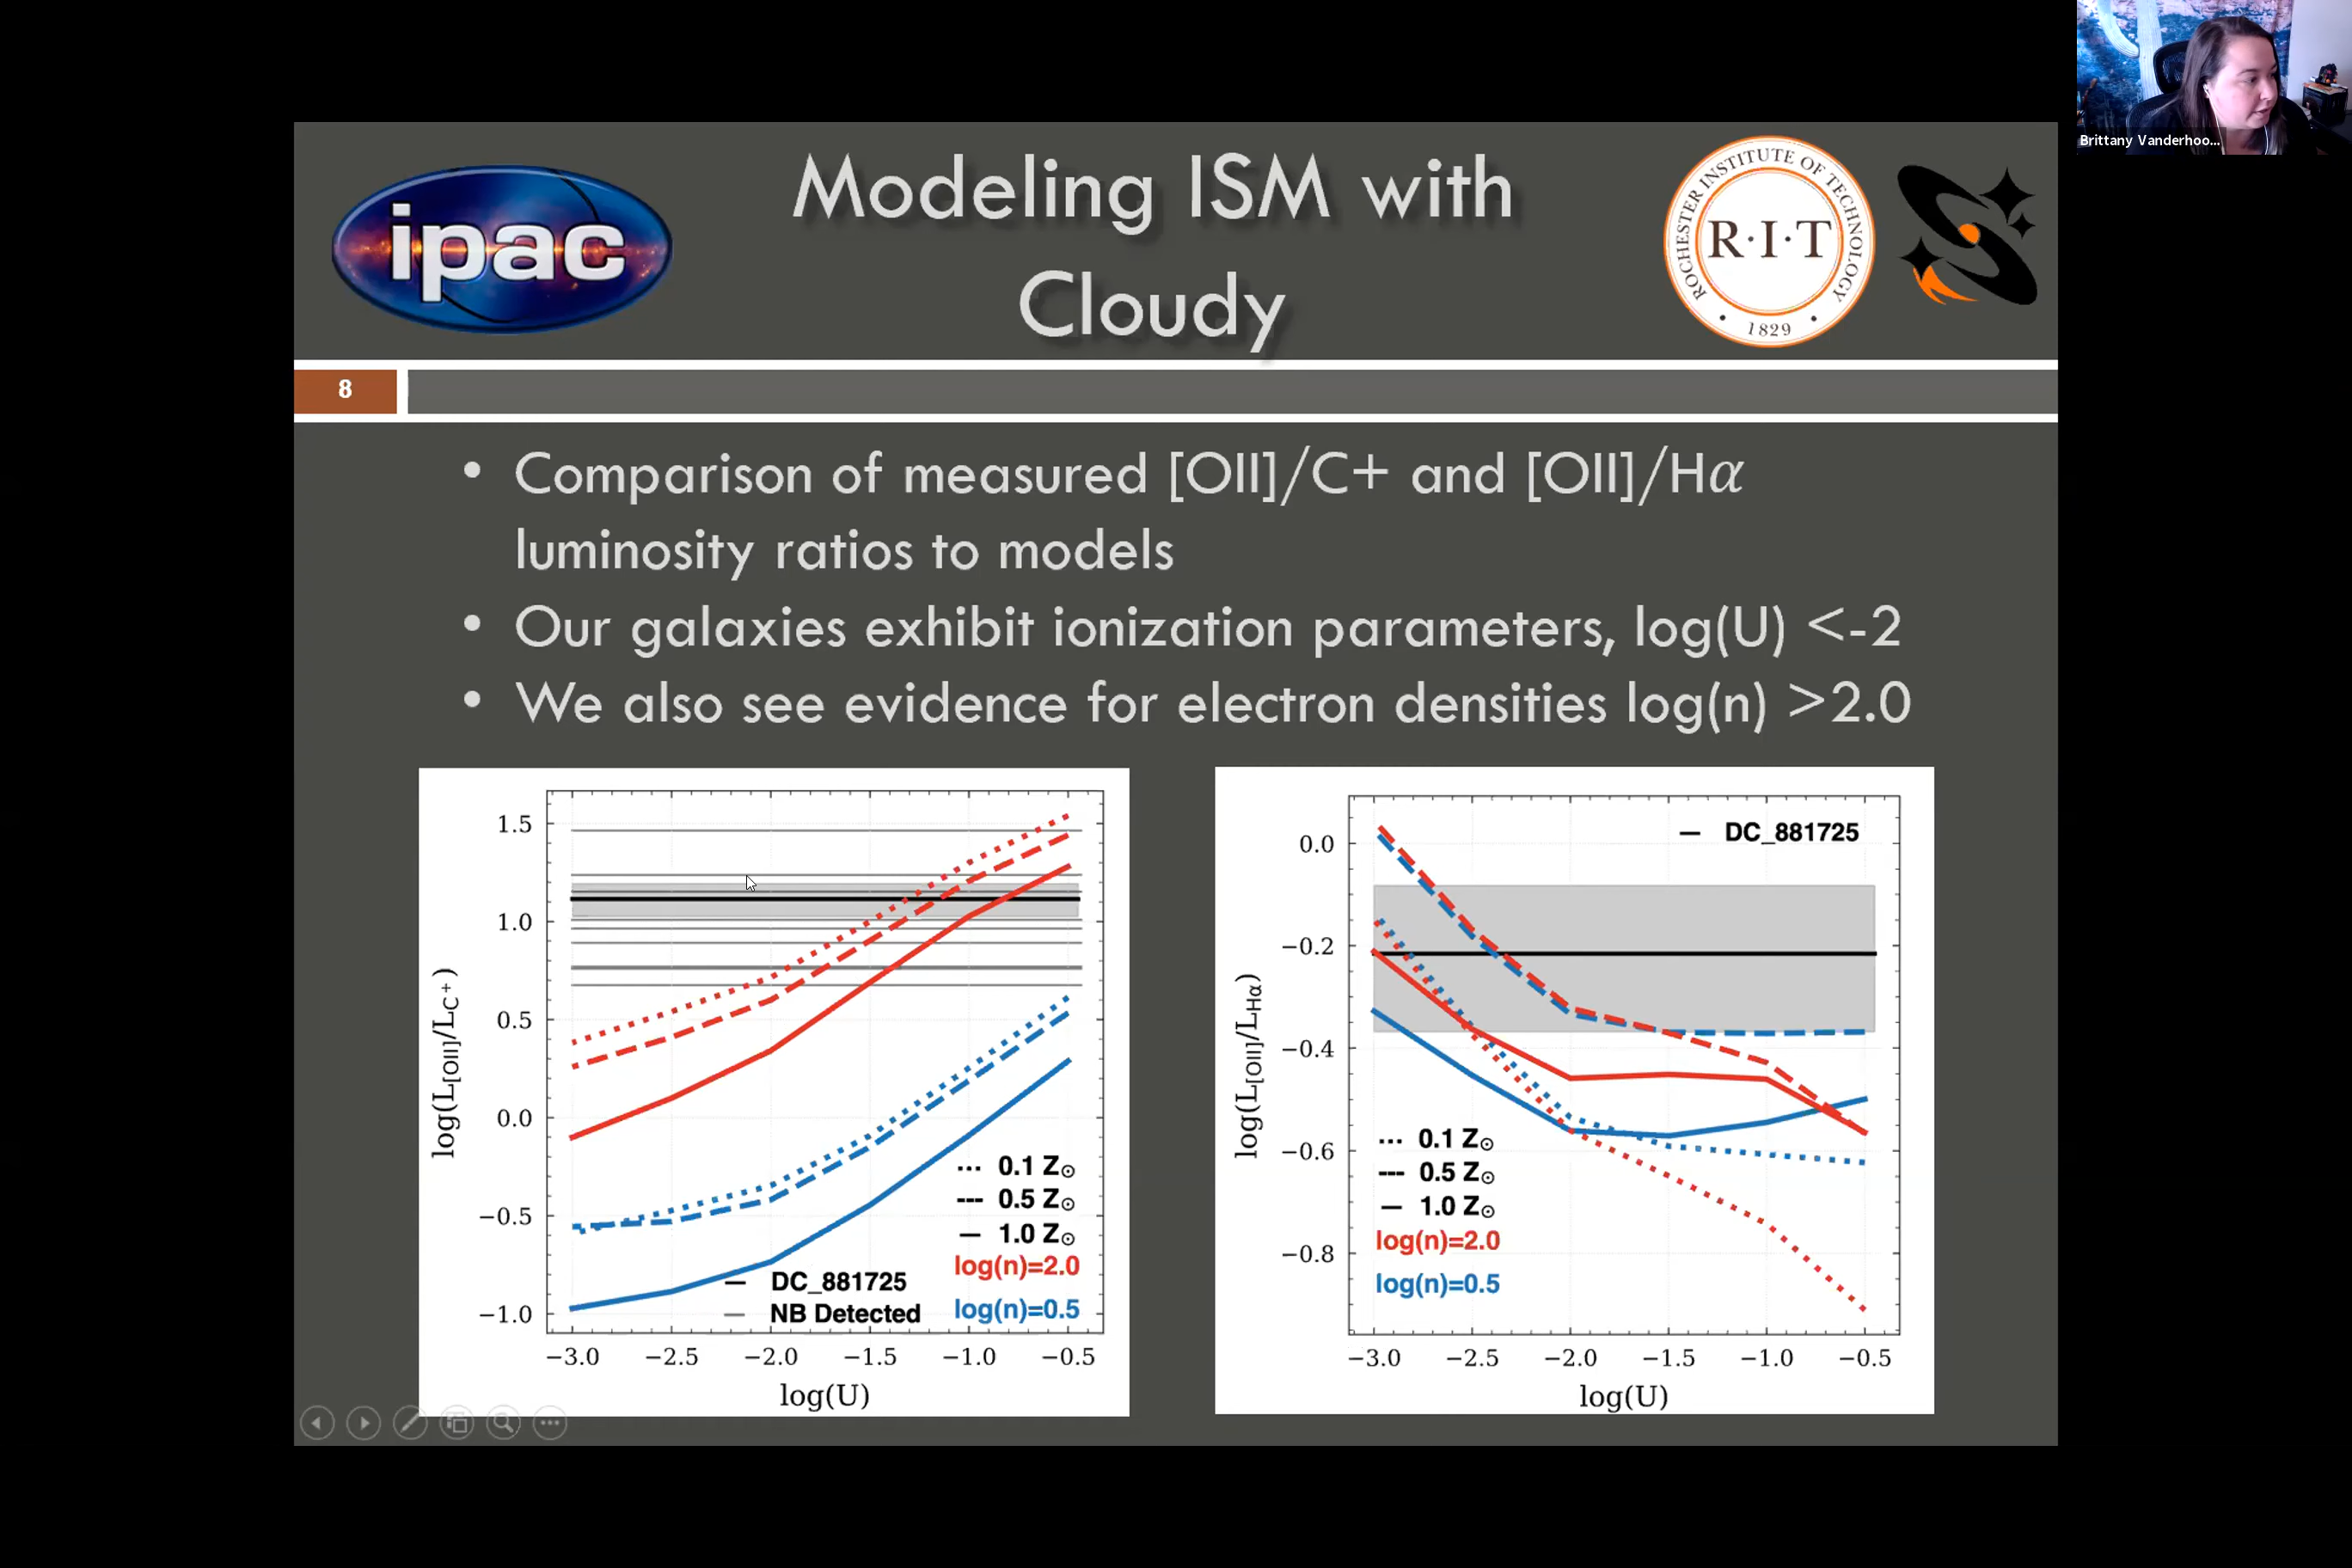 Brittany Vanderhoo...
ipac
Modeling ISM with
Cloudy
ROCHESTER INSTITUTE OF TECHNOLOGY
R·I·T
• 1829 •
8
• Comparison of measured [OII]/C+ and [OII]/Hα
luminosity ratios to models
• Our galaxies exhibit ionization parameters, log(U) <-2
• We also see evidence for electron densities log(n) >2.0
log(L[OII]/LC+)
1.5
1.0
0.5
0.0
−0.5
−1.0
−3.0 −2.5 −2.0 −1.5 −1.0 −0.5
log(U)
0.1 Z⊙
0.5 Z⊙
1.0 Z⊙
log(n)=2.0
log(n)=0.5
DC_881725
NB Detected
log(L[OII]/LHα)
0.0
−0.2
−0.4
−0.6
−0.8
−3.0 −2.5 −2.0 −1.5 −1.0 −0.5
log(U)
DC_881725
0.1 Z⊙
0.5 Z⊙
1.0 Z⊙
log(n)=2.0
log(n)=0.5